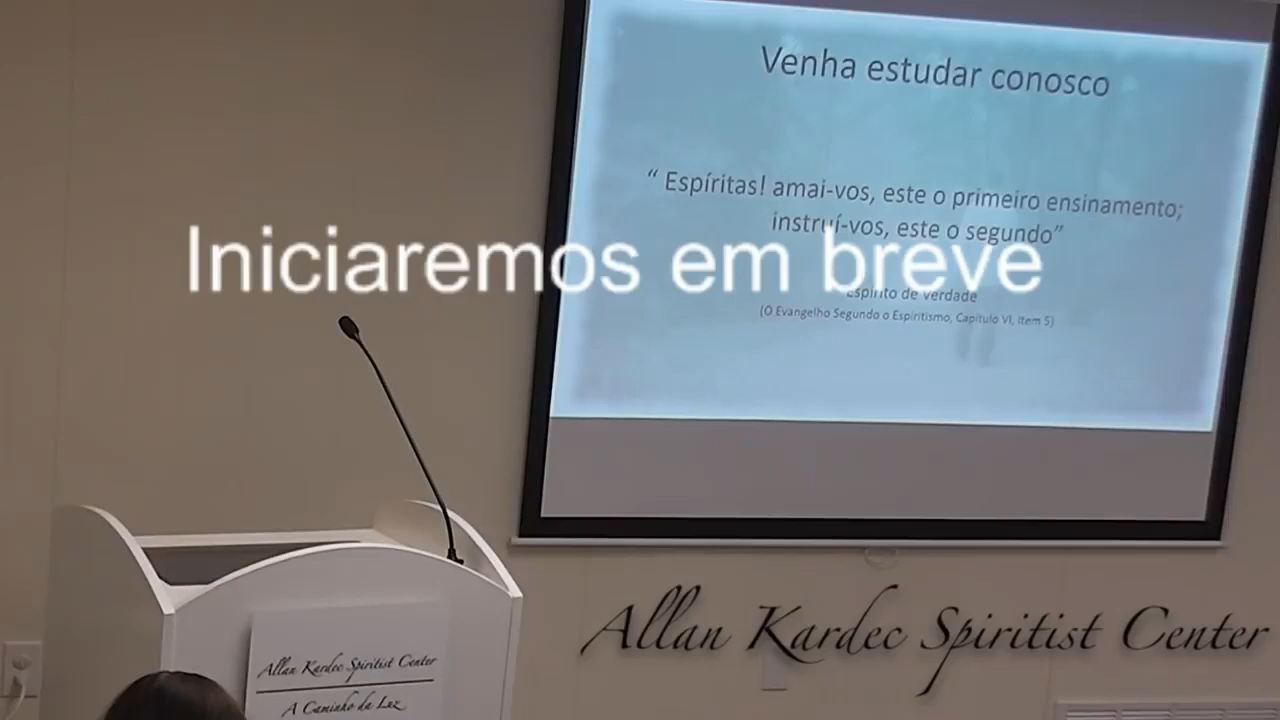 Venha estudar conosco
“ Espíritas! amai-vos, este o primeiro ensinamento;
instruí-vos, este o segundo”
Iniciaremos em breve
Espírito de Verdade
(O Evangelho Segundo o Espiritismo, Capítulo VI, Item 5)
Allan Kardec Spiritist Center
Allan Kardec Spiritist Center
A Caminho da Luz